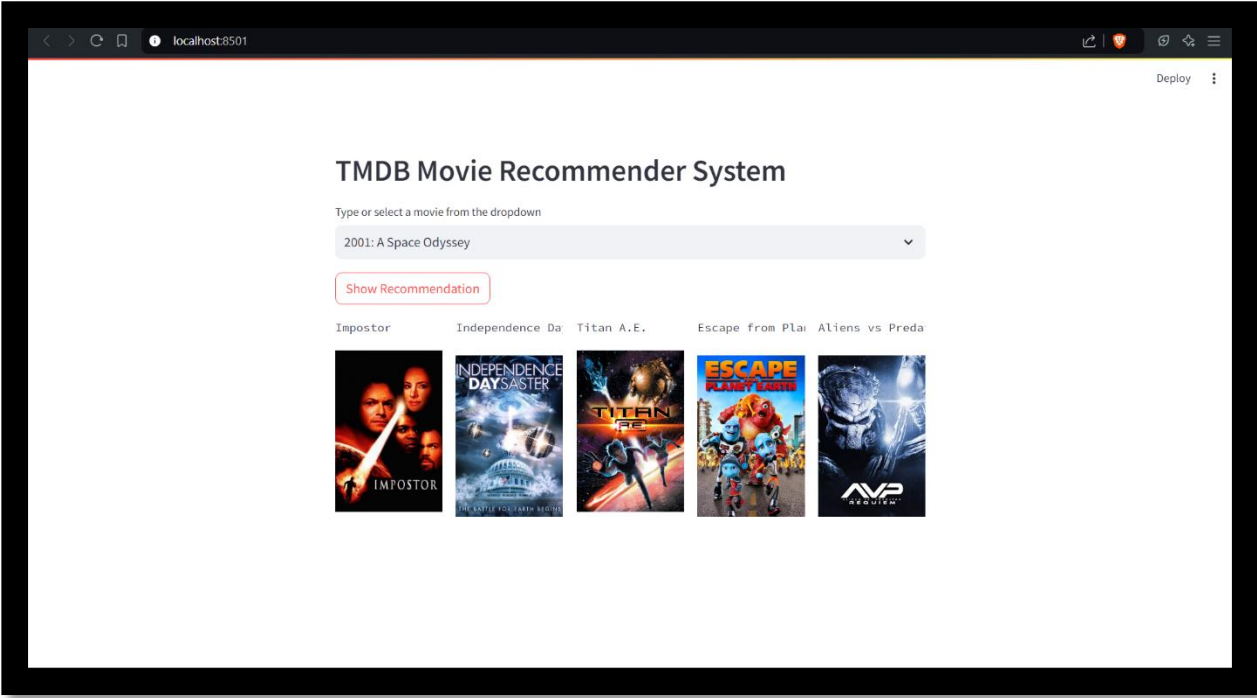 localhost:8501
Deploy
TMDB Movie Recommender System
Type or select a movie from the dropdown
2001: A Space Odyssey
Show Recommendation
Impostor Independence Da Titan A.E. Escape from Pla Aliens vs Preda
IMPOSTOR
INDEPENDENCE
DAYSASTER
THE BATTLE FOR EARTH BEGINS
TITAN
A.E.
ESCAPE
PLANET EARTH
AVP
REQUIEM